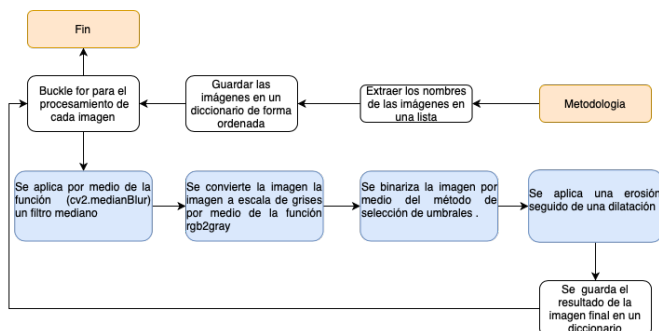 Fin
Buckle for para el
procesamiento de
cada imagen
Guardar las
imágenes en un
diccionario de forma
ordenada
Extraer los nombres
de las imágenes en
una lista
Metodologia
Se aplica por medio de la
función (cv2.medianBlur)
un filtro mediano
Se convierte la imagen la
imagen a escala de grises
por medio de la función
rgb2gray
Se binariza la imagen por
medio del método de
selección de umbrales .
Se aplica una erosión
seguido de una dilatación
Se guarda el
resultado de la
imagen final en un
diccionario